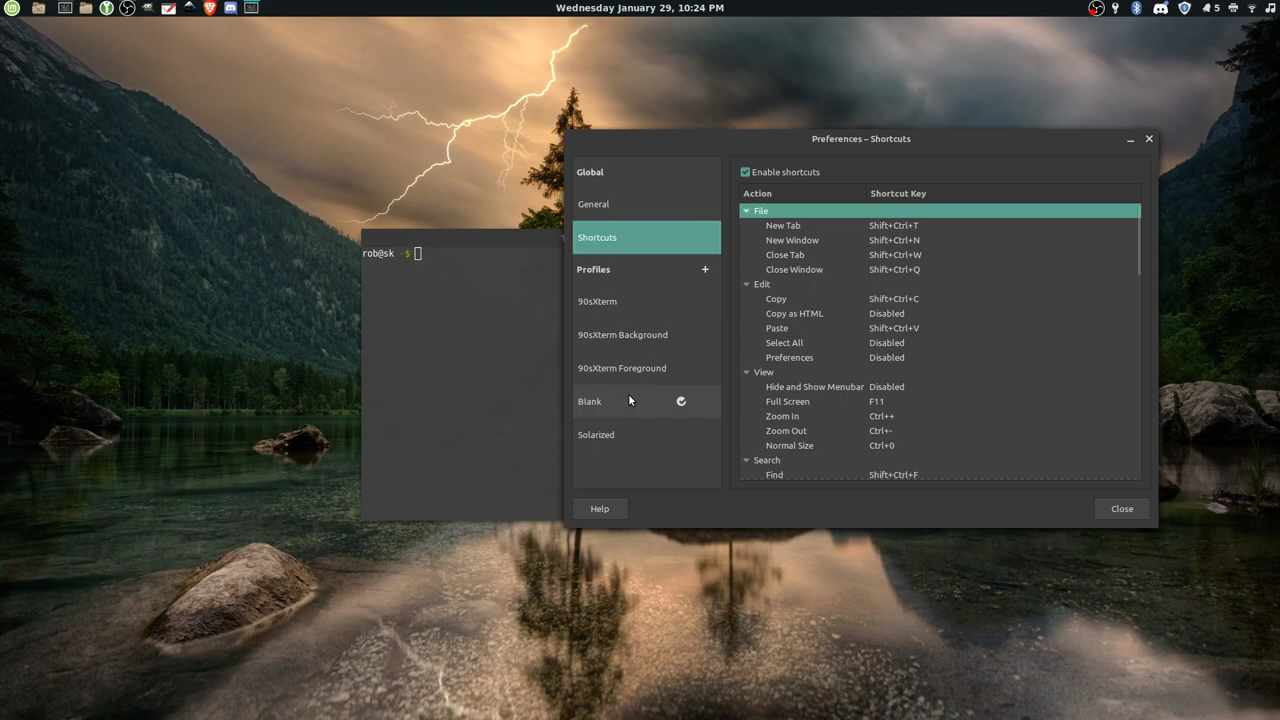 Wednesday January 29, 10:24 PM
5
Preferences – Shortcuts
Global
General
Shortcuts
Profiles +
90sXterm
90sXterm Background
90sXterm Foreground
Blank
Solarized
Help
Enable shortcuts
Action Shortcut Key
File
New Tab Shift+Ctrl+T
New Window Shift+Ctrl+N
Close Tab Shift+Ctrl+W
Close Window Shift+Ctrl+Q
Edit
Copy Shift+Ctrl+C
Copy as HTML Disabled
Paste Shift+Ctrl+V
Select All Disabled
Preferences Disabled
View
Hide and Show Menubar Disabled
Full Screen F11
Zoom In Ctrl++
Zoom Out Ctrl+-
Normal Size Ctrl+0
Search
Find Shift+Ctrl+F
Close
rob@sk ~$